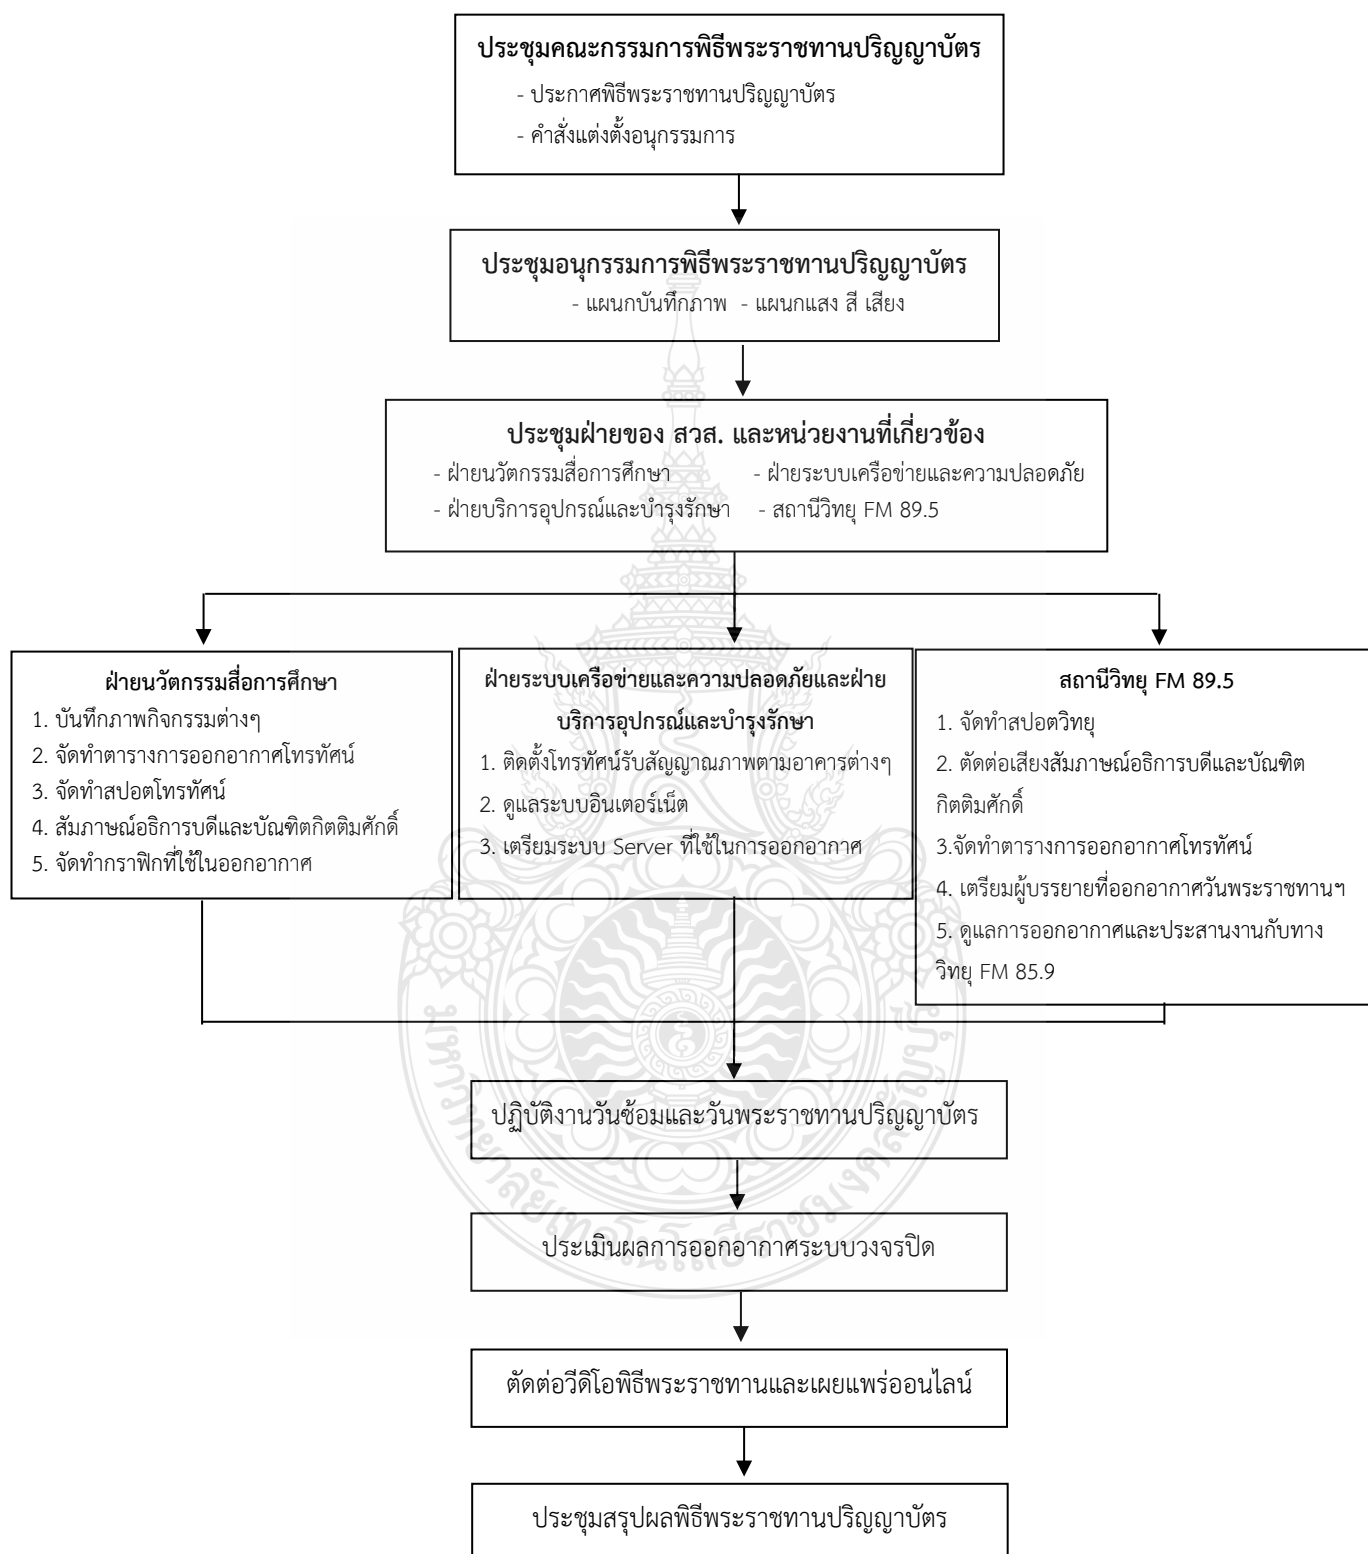 ประชุมคณะกรรมการพิธีพระราชทานปริญญาบัตร
- ประกาศพิธีพระราชทานปริญญาบัตร
- คำสั่งแต่งตั้งอนุกรรมการ
ประชุมอนุกรรมการพิธีพระราชทานปริญญาบัตร
- แผนกบันทึกภาพ - แผนกแสง สี เสียง
ประชุมฝ่ายของ สวส. และหน่วยงานที่เกี่ยวข้อง
- ฝ่ายนวัตกรรมสื่อการศึกษา - ฝ่ายระบบเครือข่ายและความปลอดภัย
- ฝ่ายบริการอุปกรณ์และบำรุงรักษา - สถานีวิทยุ FM 89.5
ฝ่ายนวัตกรรมสื่อการศึกษา
1. บันทึกภาพกิจกรรมต่างๆ
2. จัดทำตารางการออกอากาศโทรทัศน์
3. จัดทำสปอตโทรทัศน์
4. สัมภาษณ์อธิการบดีและบัณฑิตกิตติมศักดิ์
5. จัดทำกราฟิกที่ใช้ในออกอากาศ
ฝ่ายระบบเครือข่ายและความปลอดภัยและฝ่าย
บริการอุปกรณ์และบำรุงรักษา
1. ติดตั้งโทรทัศน์รับสัญญาณภาพตามอาคารต่างๆ
2. ดูแลระบบอินเตอร์เน็ต
3. เตรียมระบบ Server ที่ใช้ในการออกอากาศ
สถานีวิทยุ FM 89.5
1. จัดทำสปอตวิทยุ
2. ตัดต่อเสียงสัมภาษณ์อธิการบดีและบัณฑิต
กิตติมศักดิ์
3.จัดทำตารางการออกอากาศโทรทัศน์
4. เตรียมผู้บรรยายที่ออกอากาศวันพระราชทานฯ
5. ดูแลการออกอากาศและประสานงานกับทาง
วิทยุ FM 85.9
ปฏิบัติงานวันซ้อมและวันพระราชทานปริญญาบัตร
ประเมินผลการออกอากาศระบบวงจรปิด
ตัดต่อวีดิโอพิธีพระราชทานและเผยแพร่ออนไลน์
ประชุมสรุปผลพิธีพระราชทานปริญญาบัตร
มหาวิทยาลัยเทคโนโลยีราชมงคลธัญบุรี